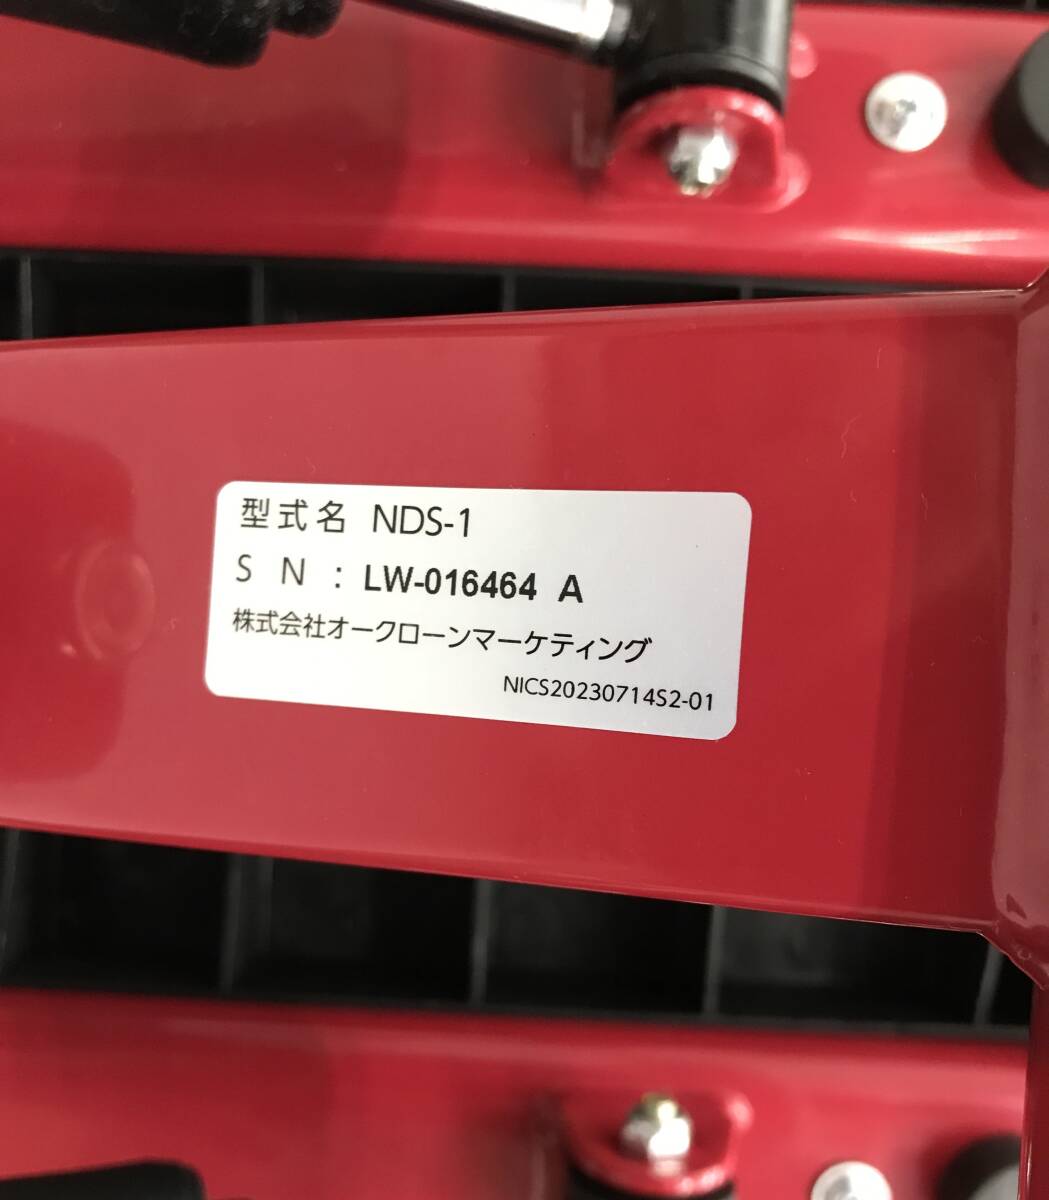 型式名 NDS-1
S N : LW-016464 A
株式会社オークローンマーケティング
NICS20230714S2-01